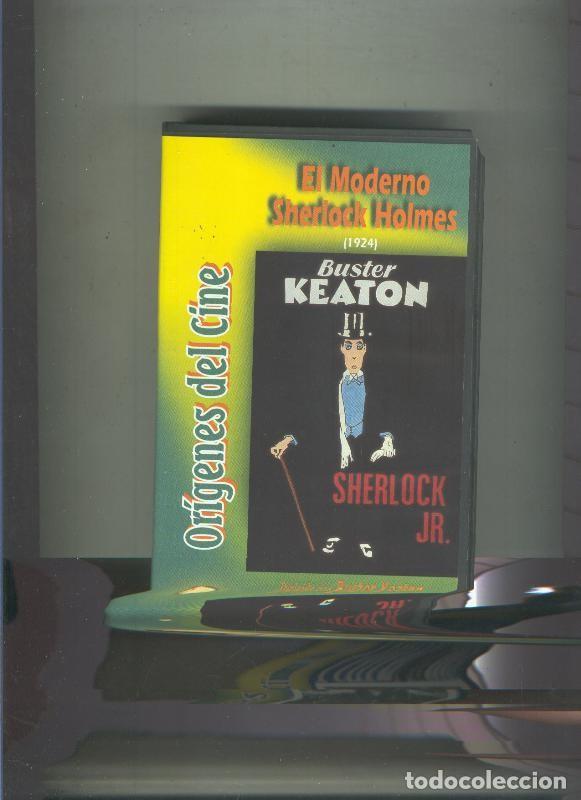 El Moderno
Sherlock Holmes
(1924)
Buster
KEATON
SHERLOCK
JR.
Orígenes del Cine
Buster Keaton
todocoleccion